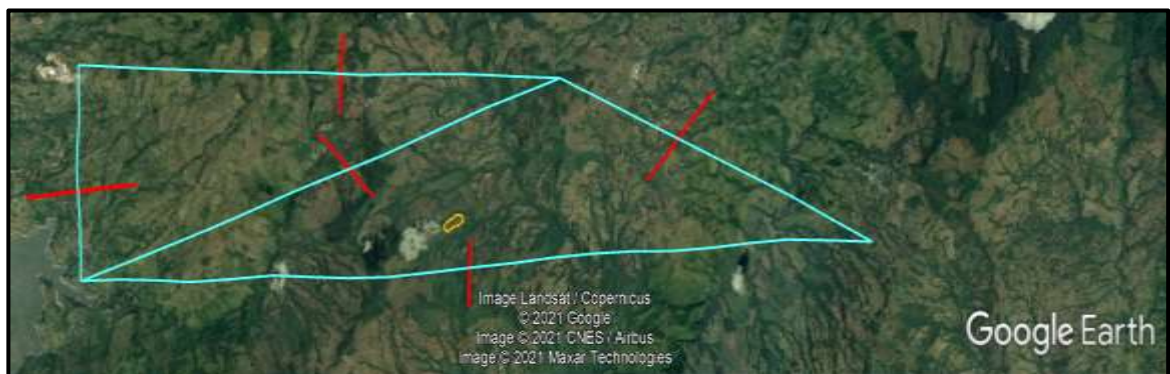 Image Landsat / Copernicus
© 2021 Google
Image © 2021 CNES / Airbus
Image © 2021 Maxar Technologies
Google Earth